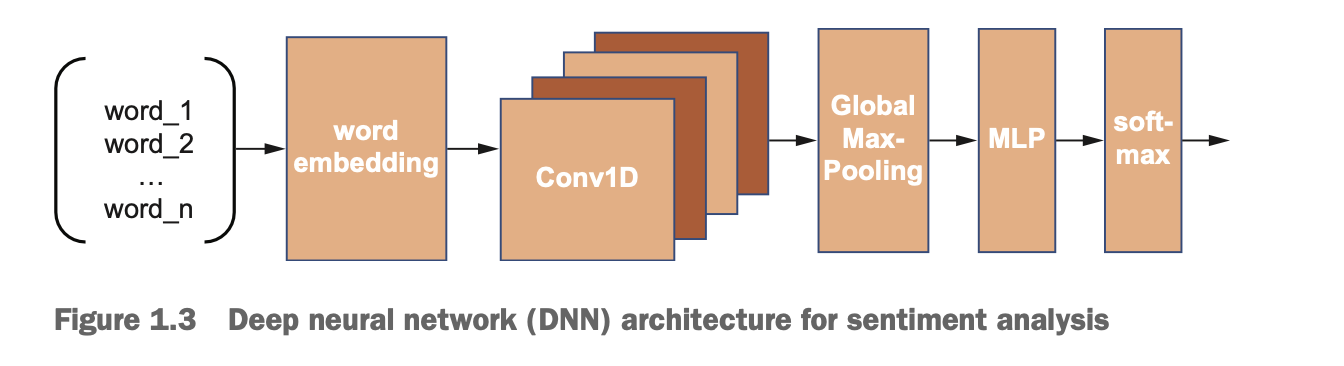 word_1
word_2
...
word_n
word
embedding
Conv1D
Global
Max-
Pooling
MLP
soft-
max
Figure 1.3 Deep neural network (DNN) architecture for sentiment analysis